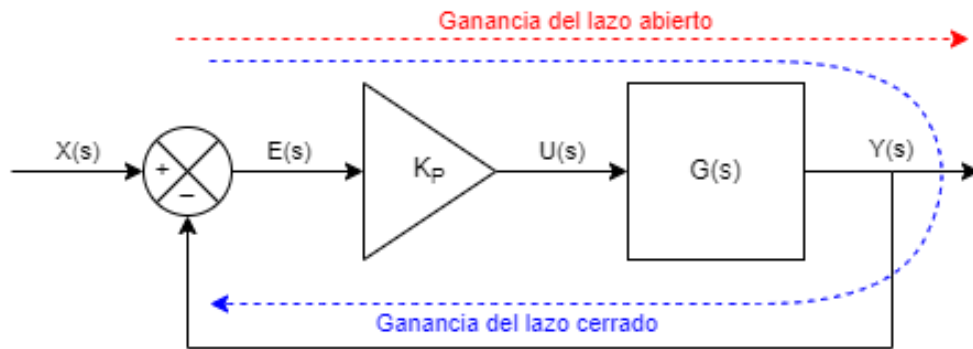 Ganancia del lazo abierto
X(s)
+
−
E(s)
KP
U(s)
G(s)
Y(s)
Ganancia del lazo cerrado